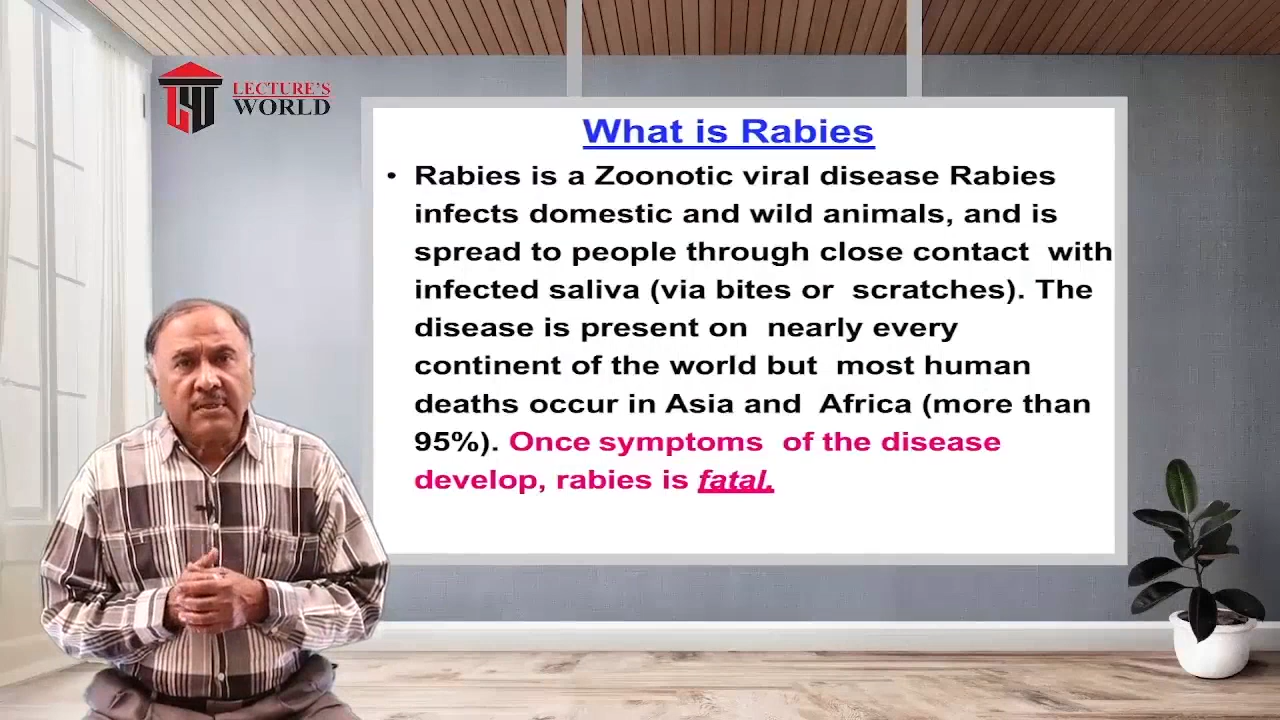 LECTURE'S
WORLD
What is Rabies
• Rabies is a Zoonotic viral disease Rabies
infects domestic and wild animals, and is
spread to people through close contact with
infected saliva (via bites or scratches). The
disease is present on nearly every
continent of the world but most human
deaths occur in Asia and Africa (more than
95%). Once symptoms of the disease
develop, rabies is fatal.